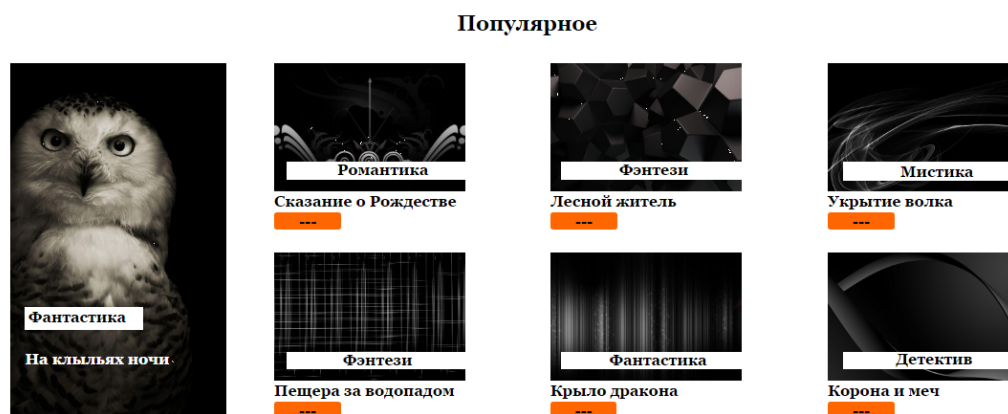 Популярное
Фантастика
На клыльях ночи
Романтика
Сказание о Рождестве
---
Фэнтези
Лесной житель
---
Мистика
Укрытие волка
---
Фэнтези
Пещера за водопадом
---
Фантастика
Крыло дракона
---
Детектив
Корона и меч
---